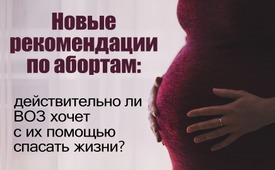 Новые
рекомендации
по абортам:
действительно ли
ВОЗ хочет
с их помощью
спасать жизни?